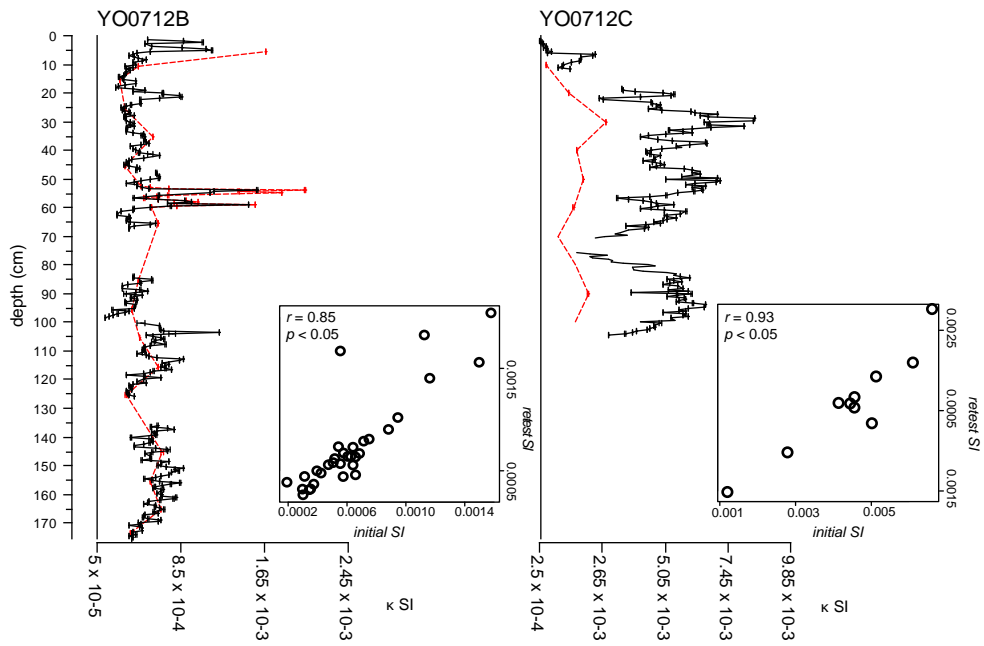 YO0712B
YO0712C
0
10
20
30
40
50
60
70
80
90
100
110
120
130
140
150
160
170
depth (cm)
r = 0.85
p < 0.05
0.0015
0.0005
retest SI
0.0002
0.0006
0.0010
0.0014
initial SI
r = 0.93
p < 0.05
0.0025
0.0005
0.0015
retest SI
0.001
0.003
0.005
initial SI
5 x 10-5
8.5 x 10-4
1.65 x 10-3
2.45 x 10-3
κ SI
2.5 x 10-4
2.65 x 10-3
5.05 x 10-3
7.45 x 10-3
9.85 x 10-3
κ SI